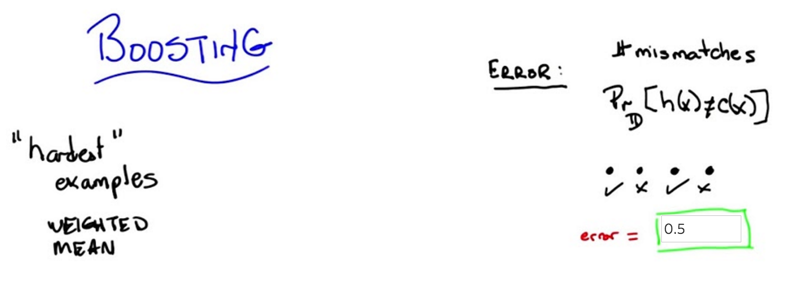 BOOSTING
"hardest"
examples
WEIGHTED
MEAN
ERROR:
#mismatches
Pr_D [h(x)≠c(x)]
✓ x ✓ x
error = 0.5